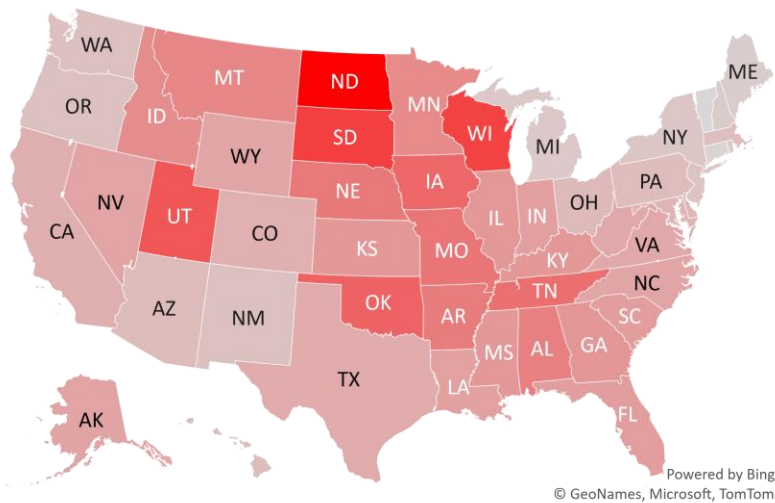 WA
ME
MT
ND
MN
OR
ID
SD
WI
NY
MI
WY
IA
PA
NE
NV
OH
UT
IL
IN
CA
CO
VA
KS
MO
KY
NC
TN
OK
AZ
AR
SC
NM
MS
AL
GA
TX
LA
FL
AK
Powered by Bing
© GeoNames, Microsoft, TomTom